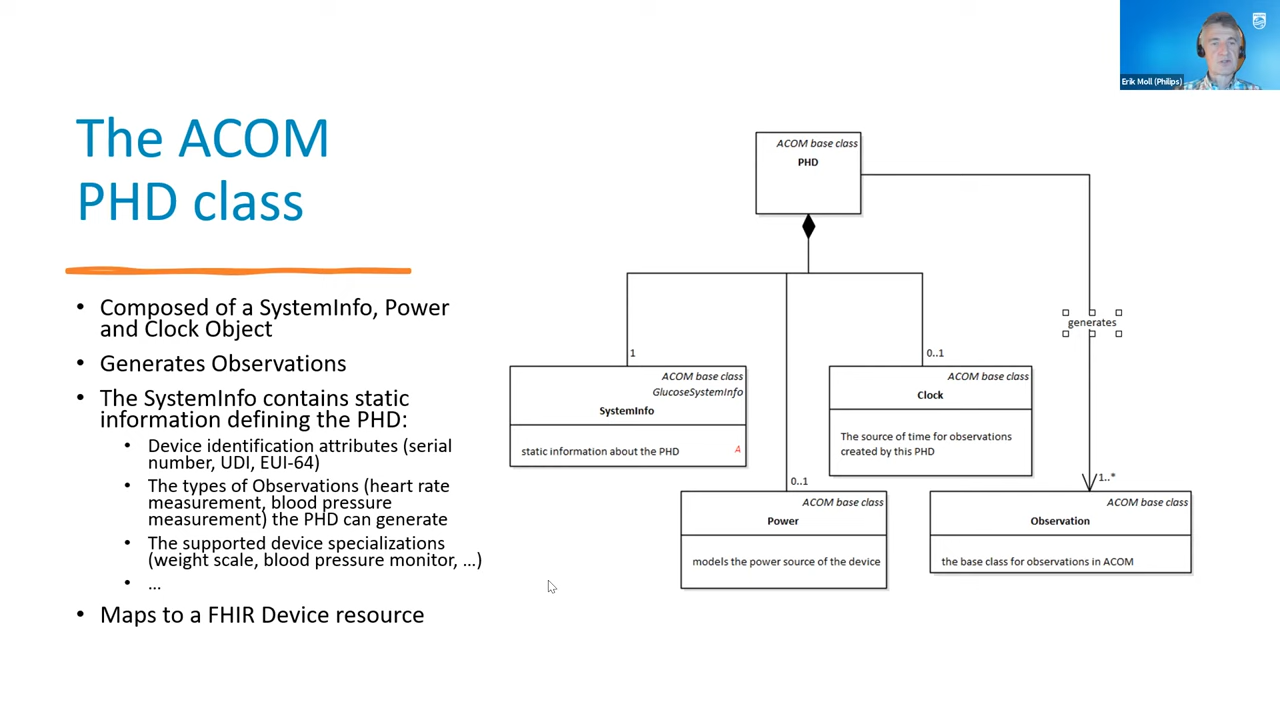 The ACOM
PHD class
• Composed of a SystemInfo, Power
and Clock Object
• Generates Observations
• The SystemInfo contains static
information defining the PHD:
• Device identification attributes (serial
number, UDI, EUI-64)
• The types of Observations (heart rate
measurement, blood pressure
measurement) the PHD can generate
• The supported device specializations
(weight scale, blood pressure monitor, ...)
• ...
• Maps to a FHIR Device resource
ACOM base class
PHD
generates
1
0..1
ACOM base class
GlucoseSystemInfo
SystemInfo
static information about the PHD
A
ACOM base class
Clock
The source of time for observations
created by this PHD
0..1
1..*
ACOM base class
Power
models the power source of the device
ACOM base class
Observation
the base class for observations in ACOM
Erik Moll (Philips)